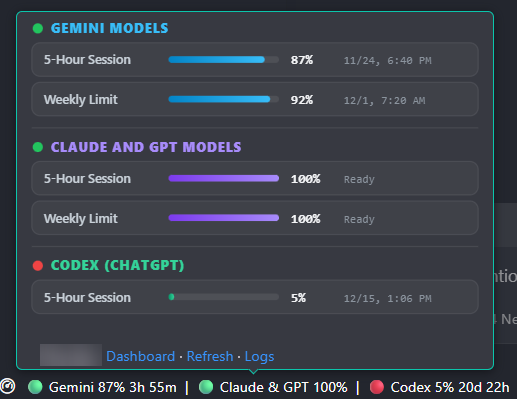 GEMINI MODELS
5-Hour Session 87% 11/24, 6:40 PM
Weekly Limit 92% 12/1, 7:20 AM
CLAUDE AND GPT MODELS
5-Hour Session 100% Ready
Weekly Limit 100% Ready
CODEX (CHATGPT)
5-Hour Session 5% 12/15, 1:06 PM
Dashboard · Refresh · Logs
Gemini 87% 3h 55m | Claude & GPT 100% | Codex 5% 20d 22h